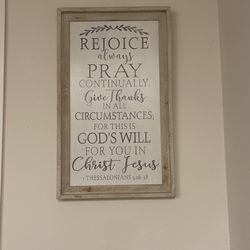 REJOICE
always
PRAY
CONTINUALLY
Give Thanks
IN ALL
CIRCUMSTANCES;
FOR THIS IS
GOD'S WILL
FOR YOU IN
Christ Jesus
1 THESSALONIANS 5:16-18